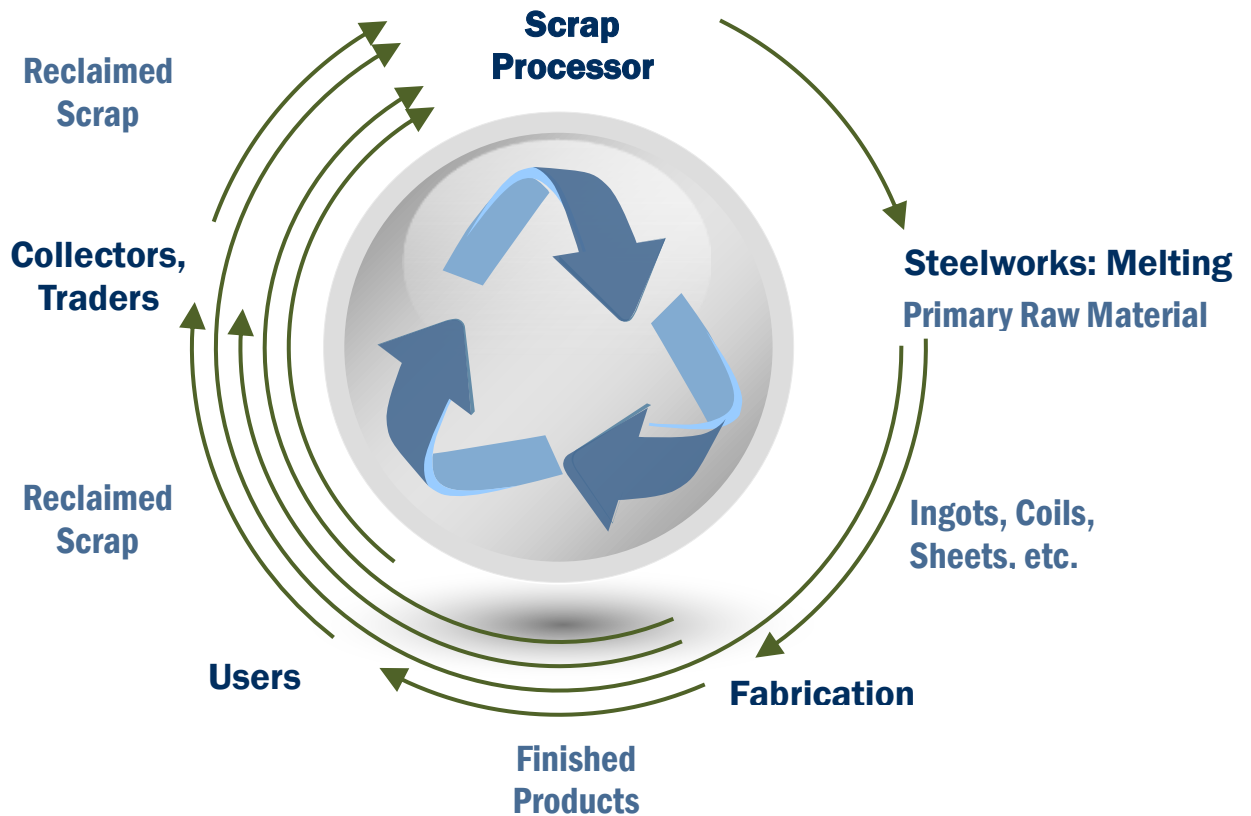 Scrap
Processor
Reclaimed
Scrap
Collectors,
Traders
Steelworks: Melting
Primary Raw Material
Reclaimed
Scrap
Ingots, Coils,
Sheets, etc.
Users
Fabrication
Finished
Products